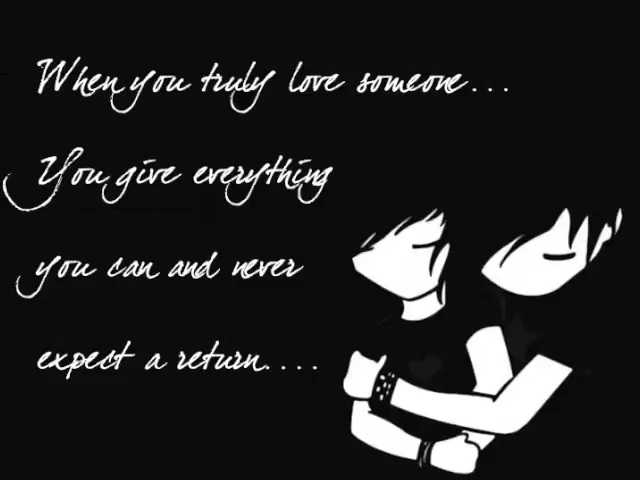 When you truly love someone...
You give everything
you can and never
expect a return....